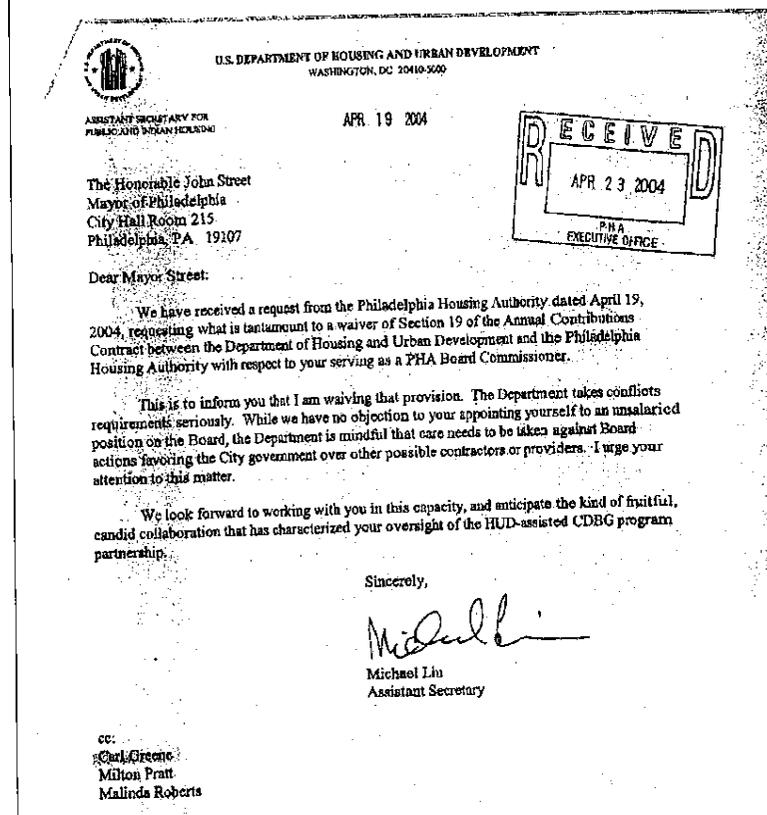 U.S. DEPARTMENT OF HOUSING AND URBAN DEVELOPMENT
WASHINGTON, DC 20410-5000
ASSISTANT SECRETARY FOR
PUBLIC AND INDIAN HOUSING
APR 19 2004
RECEIVED
APR 23 2004
PHA
EXECUTIVE OFFICE
The Honorable John Street
Mayor of Philadelphia
City Hall Room 215
Philadelphia, PA 19107
Dear Mayor Street:
We have received a request from the Philadelphia Housing Authority dated April 19,
2004, requesting what is tantamount to a waiver of Section 19 of the Annual Contributions
Contract between the Department of Housing and Urban Development and the Philadelphia
Housing Authority with respect to your serving as a PHA Board Commissioner.
This is to inform you that I am waiving that provision. The Department takes conflicts
requirements seriously. While we have no objection to your appointing yourself to an unsalaried
position on the Board, the Department is mindful that care needs to be taken against Board
actions favoring the City government over other possible contractors or providers. I urge your
attention to this matter.
We look forward to working with you in this capacity, and anticipate the kind of fruitful,
candid collaboration that has characterized your oversight of the HUD-assisted CDBG program
partnership.
Sincerely,
Michael Liu
Michael Liu
Assistant Secretary
cc:
Carl Greene
Milton Pratt
Malinda Roberts